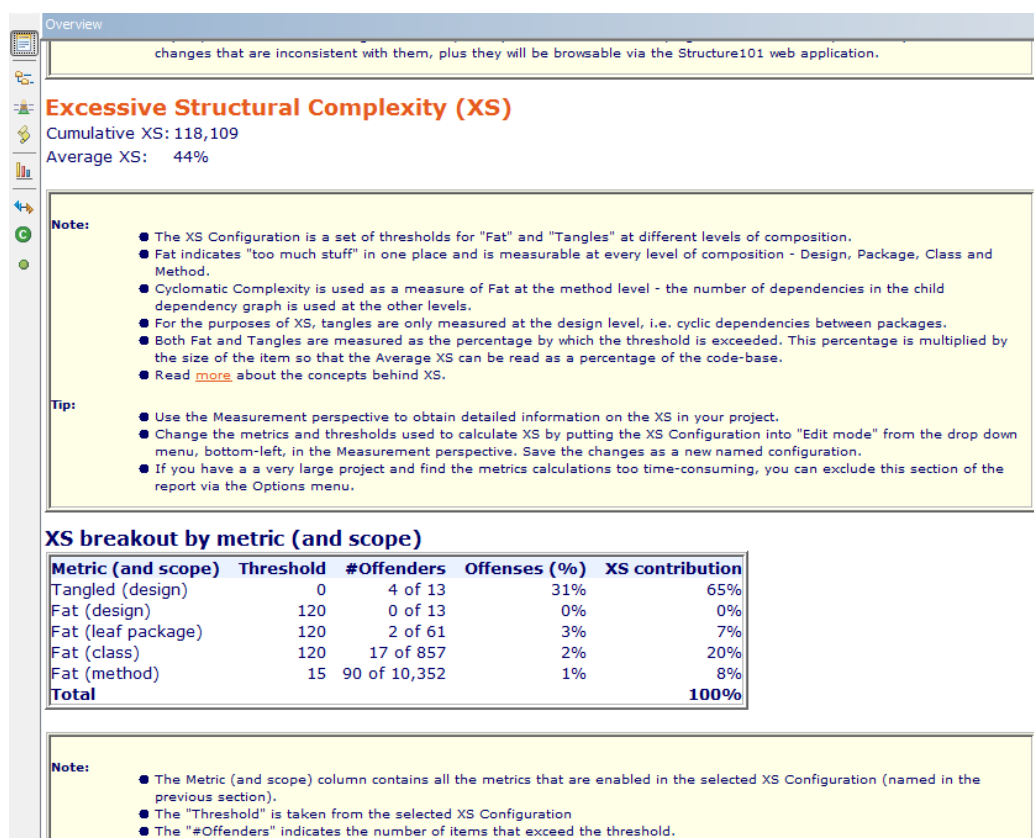 Overview
changes that are inconsistent with them, plus they will be browsable via the Structure101 web application.
Excessive Structural Complexity (XS)
Cumulative XS: 118,109
Average XS: 44%
Note:
The XS Configuration is a set of thresholds for "Fat" and "Tangles" at different levels of composition.
Fat indicates "too much stuff" in one place and is measurable at every level of composition - Design, Package, Class and
Method.
Cyclomatic Complexity is used as a measure of Fat at the method level - the number of dependencies in the child
dependency graph is used at the other levels.
For the purposes of XS, tangles are only measured at the design level, i.e. cyclic dependencies between packages.
Both Fat and Tangles are measured as the percentage by which the threshold is exceeded. This percentage is multiplied by
the size of the item so that the Average XS can be read as a percentage of the code-base.
Read more about the concepts behind XS.
Tip:
Use the Measurement perspective to obtain detailed information on the XS in your project.
Change the metrics and thresholds used to calculate XS by putting the XS Configuration into "Edit mode" from the drop down
menu, bottom-left, in the Measurement perspective. Save the changes as a new named configuration.
If you have a a very large project and find the metrics calculations too time-consuming, you can exclude this section of the
report via the Options menu.
XS breakout by metric (and scope)
Metric (and scope) Threshold #Offenders Offenses (%) XS contribution
Tangled (design) 0 4 of 13 31% 65%
Fat (design) 120 0 of 13 0% 0%
Fat (leaf package) 120 2 of 61 3% 7%
Fat (class) 120 17 of 857 2% 20%
Fat (method) 15 90 of 10,352 1% 8%
Total 100%
Note:
The Metric (and scope) column contains all the metrics that are enabled in the selected XS Configuration (named in the
previous section).
The "Threshold" is taken from the selected XS Configuration
The "#Offenders" indicates the number of items that exceed the threshold.
C